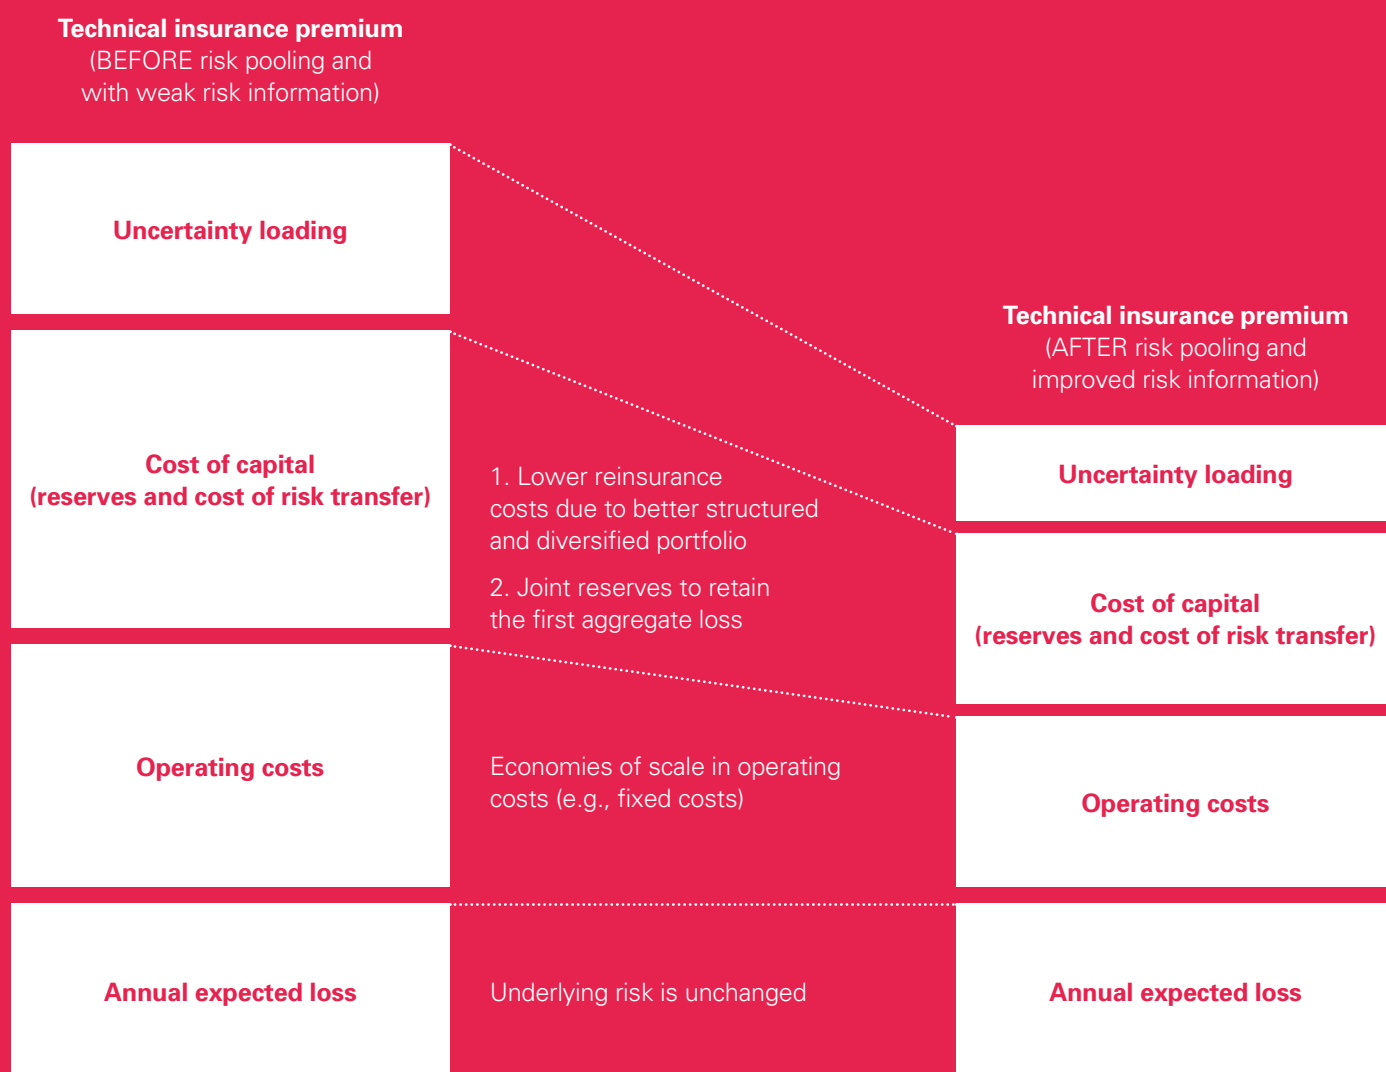 Technical insurance premium
(BEFORE risk pooling and
with weak risk information)
Uncertainty loading
Cost of capital
(reserves and cost of risk transfer)
Operating costs
Annual expected loss
1. Lower reinsurance
costs due to better structured
and diversified portfolio
2. Joint reserves to retain
the first aggregate loss
Economies of scale in operating
costs (e.g., fixed costs)
Underlying risk is unchanged
Technical insurance premium
(AFTER risk pooling and
improved risk information)
Uncertainty loading
Cost of capital
(reserves and cost of risk transfer)
Operating costs
Annual expected loss